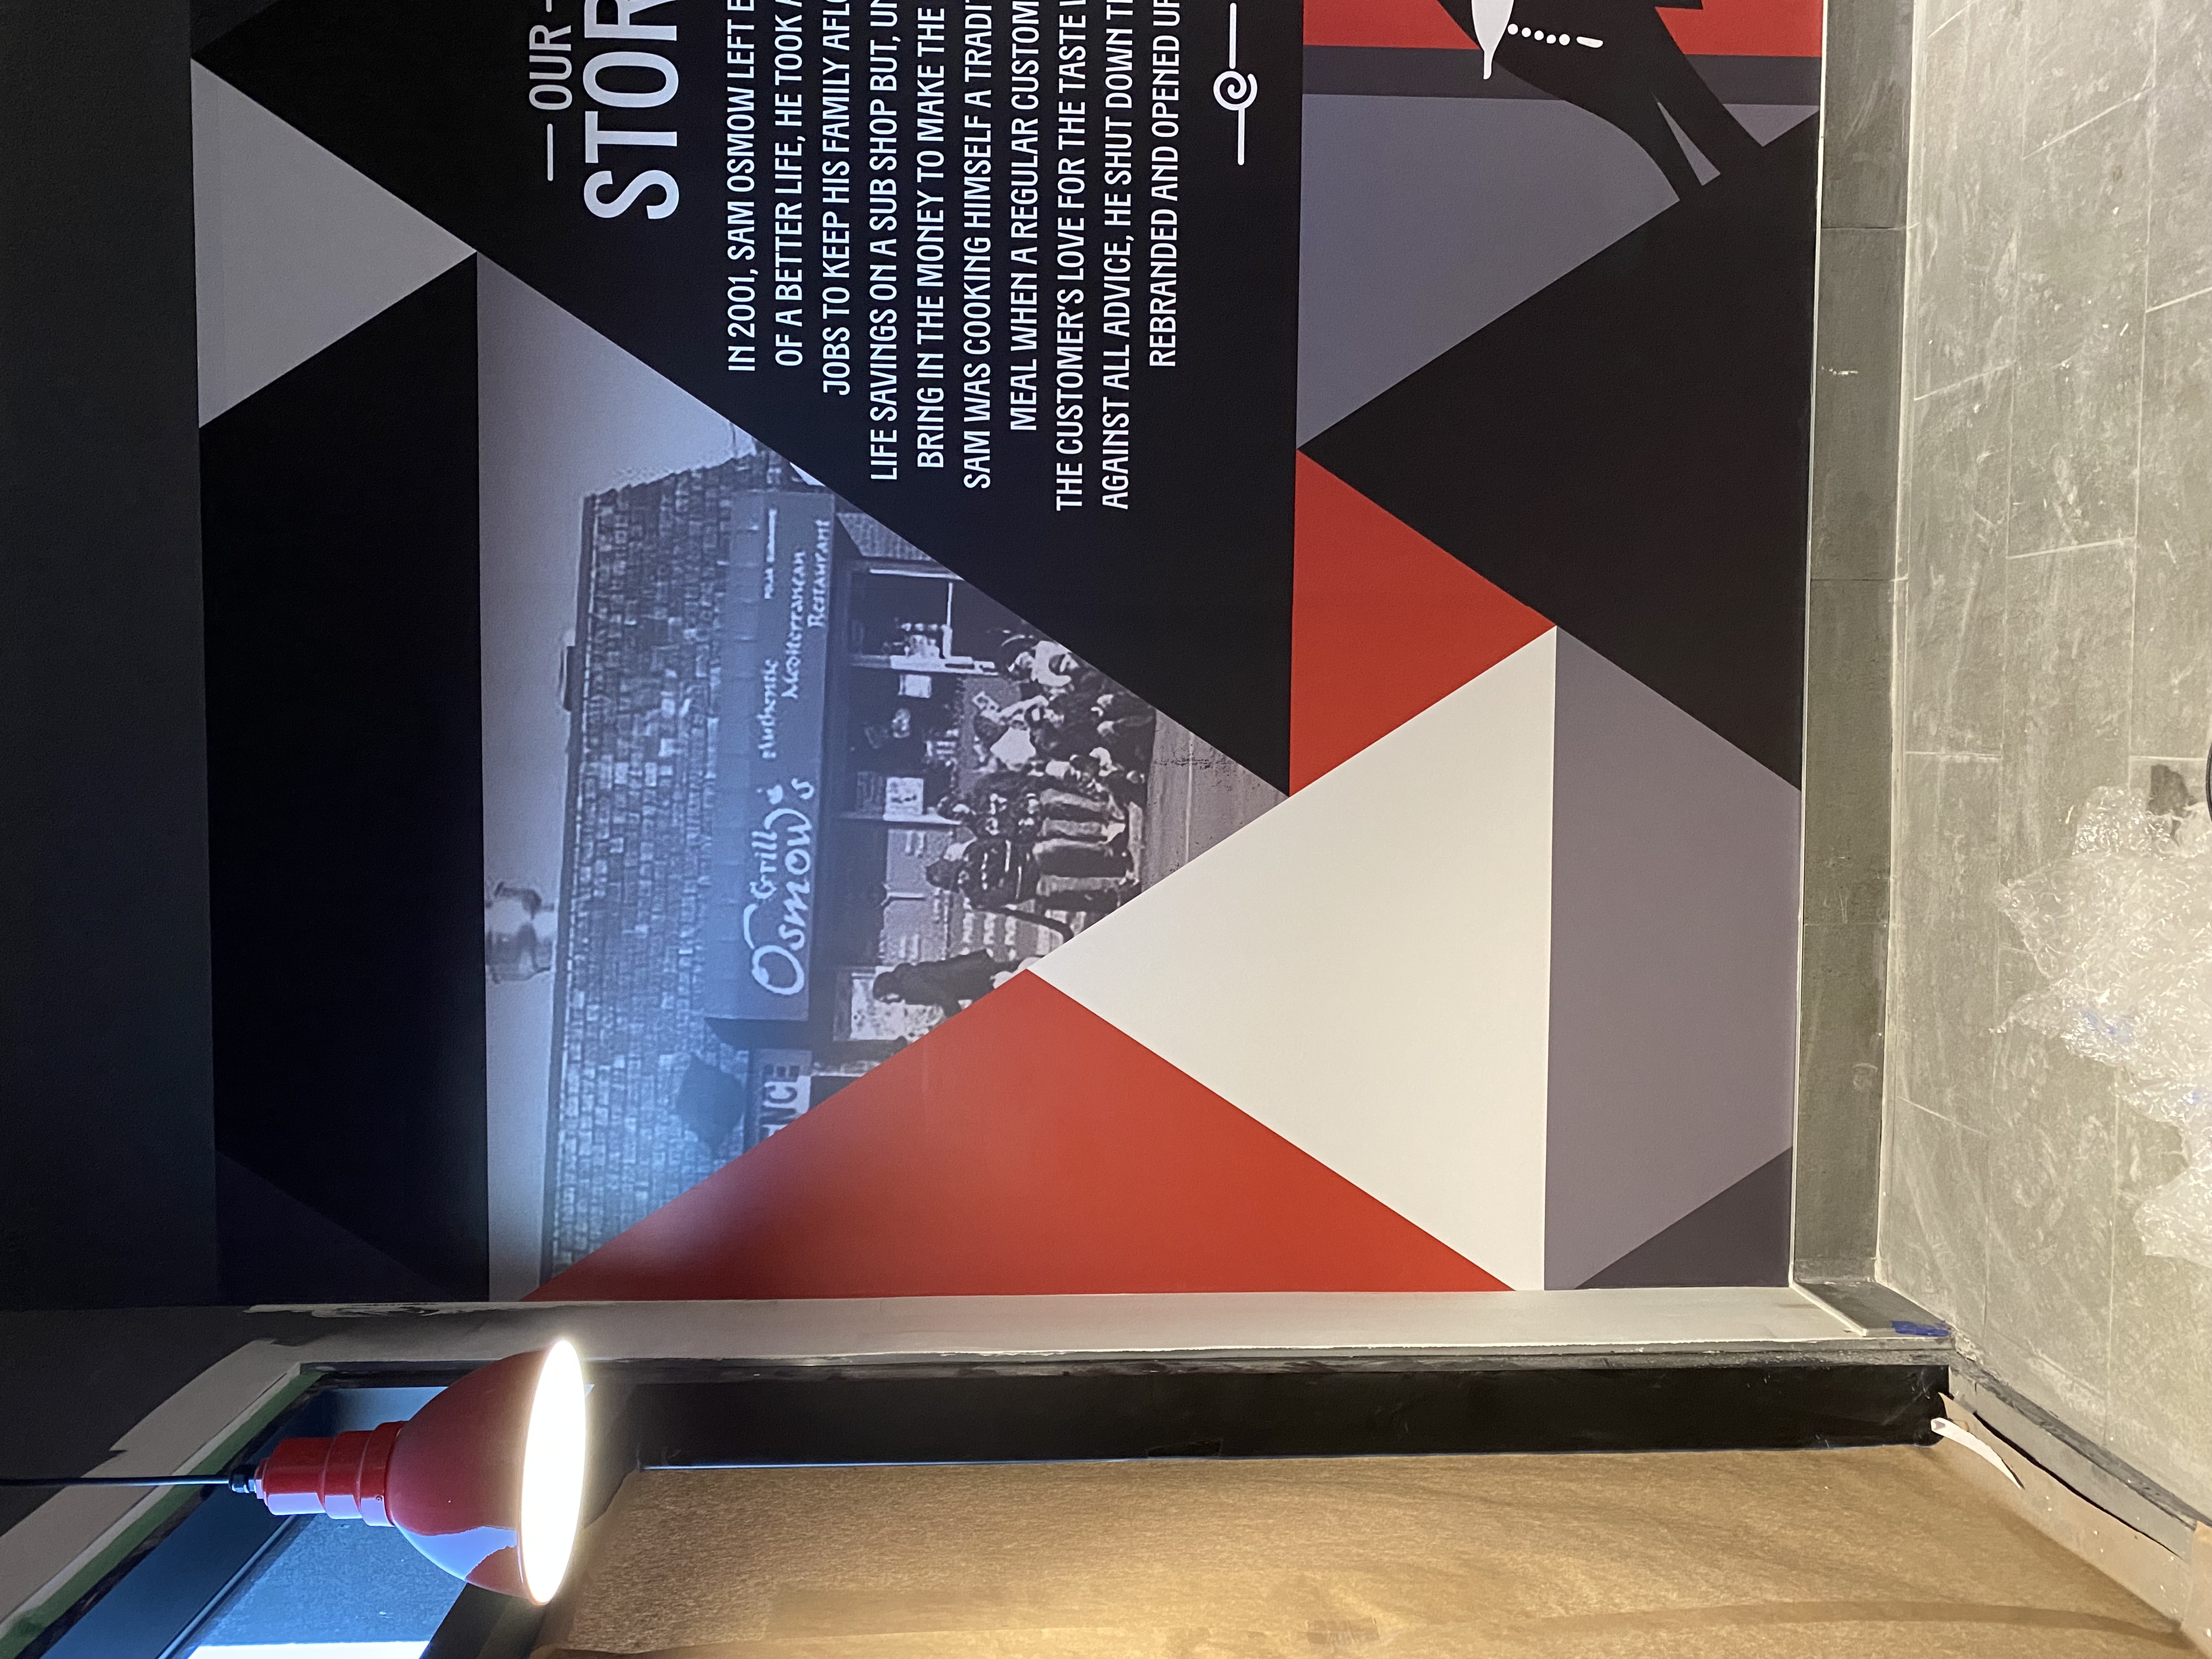 OUR
STOR
IN 2001, SAM OSMOW LEFT E
OF A BETTER LIFE, HE TOOK A
JOBS TO KEEP HIS FAMILY AFLO
LIFE SAVINGS ON A SUB SHOP BUT, UN
BRING IN THE MONEY TO MAKE THE
SAM WAS COOKING HIMSELF A TRADIT
MEAL WHEN A REGULAR CUSTOM
THE CUSTOMER'S LOVE FOR THE TASTE W
AGAINST ALL ADVICE, HE SHUT DOWN TH
REBRANDED AND OPENED UP
ENCE
Grill
Osmow's
Authentic
Mediterranean
Restaurant